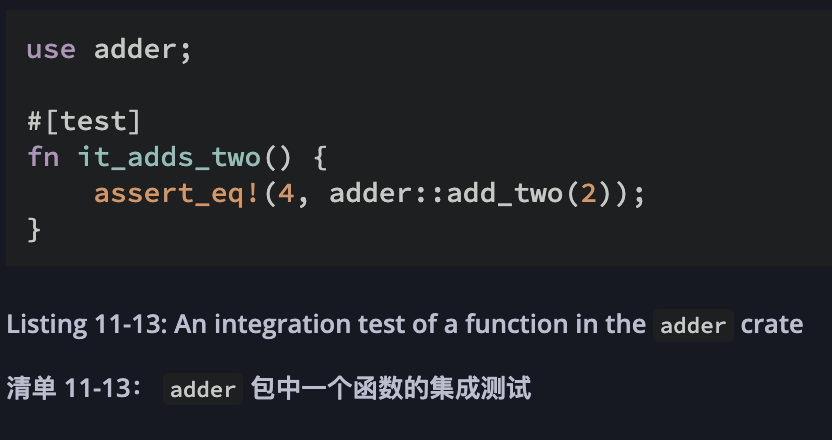 use adder;
#[test]
fn it_adds_two() {
    assert_eq!(4, adder::add_two(2));
}
Listing 11-13: An integration test of a function in the adder crate
清单 11-13： adder 包中一个函数的集成测试